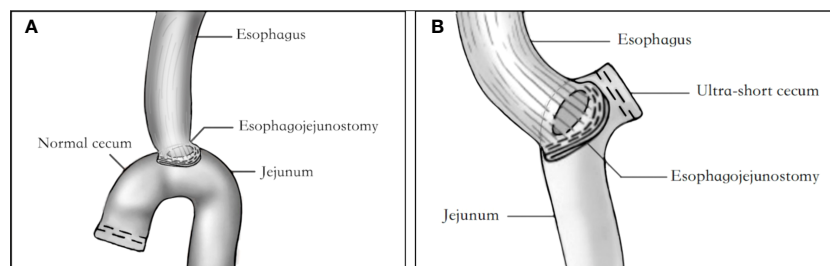 A
Esophagus
Esophagojejunostomy
Normal cecum
Jejunum
B
Esophagus
Ultra-short cecum
Esophagojejunostomy
Jejunum